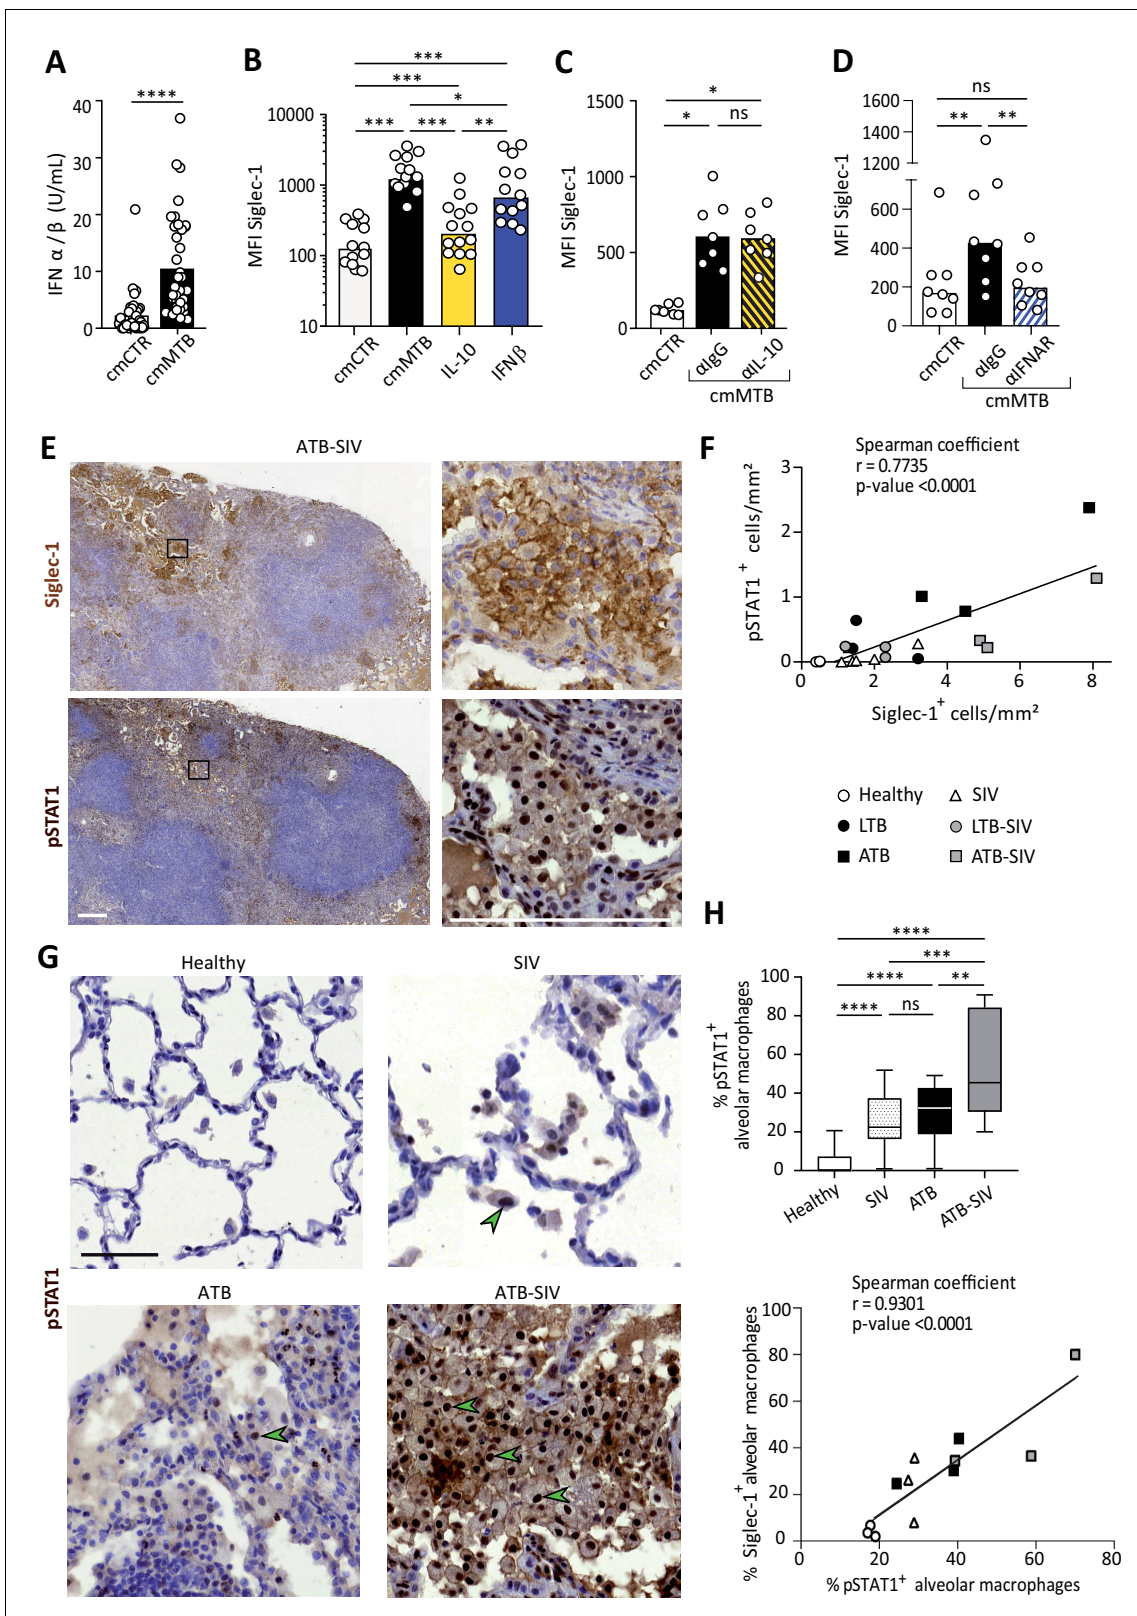 A
IFN α / β (U/mL)
40
30
20
10
0
****
cmCTR
cmMTB
B
MFI Siglec-1
10000
1000
100
10
***
***
*
***
***
**
cmCTR
cmMTB
IL-10
IFNβ
C
MFI Siglec-1
1500
1000
500
0
*
*
ns
cmCTR
αIgG
αIL-10
cmMTB
D
MFI Siglec-1
1600
1400
1200
600
400
200
0
ns
**
**
cmCTR
αIgG
αIFNAR
cmMTB
E
ATB-SIV
Siglec-1
pSTAT1
F
Spearman coefficient
r = 0.7735
p-value <0.0001
pSTAT1 + cells/mm²
3
2
1
0
0
2
4
6
8
Siglec-1+ cells/mm²
Healthy
SIV
LTB
LTB-SIV
ATB
ATB-SIV
G
Healthy
SIV
pSTAT1
ATB
ATB-SIV
H
****
***
****
**
****
ns
% pSTAT1+
alveolar macrophages
100
80
60
40
20
0
Healthy
SIV
ATB
ATB-SIV
Spearman coefficient
r = 0.9301
p-value <0.0001
% Siglec-1+ alveolar macrophages
100
80
60
40
20
0
0
20
40
60
80
% pSTAT1+ alveolar macrophages